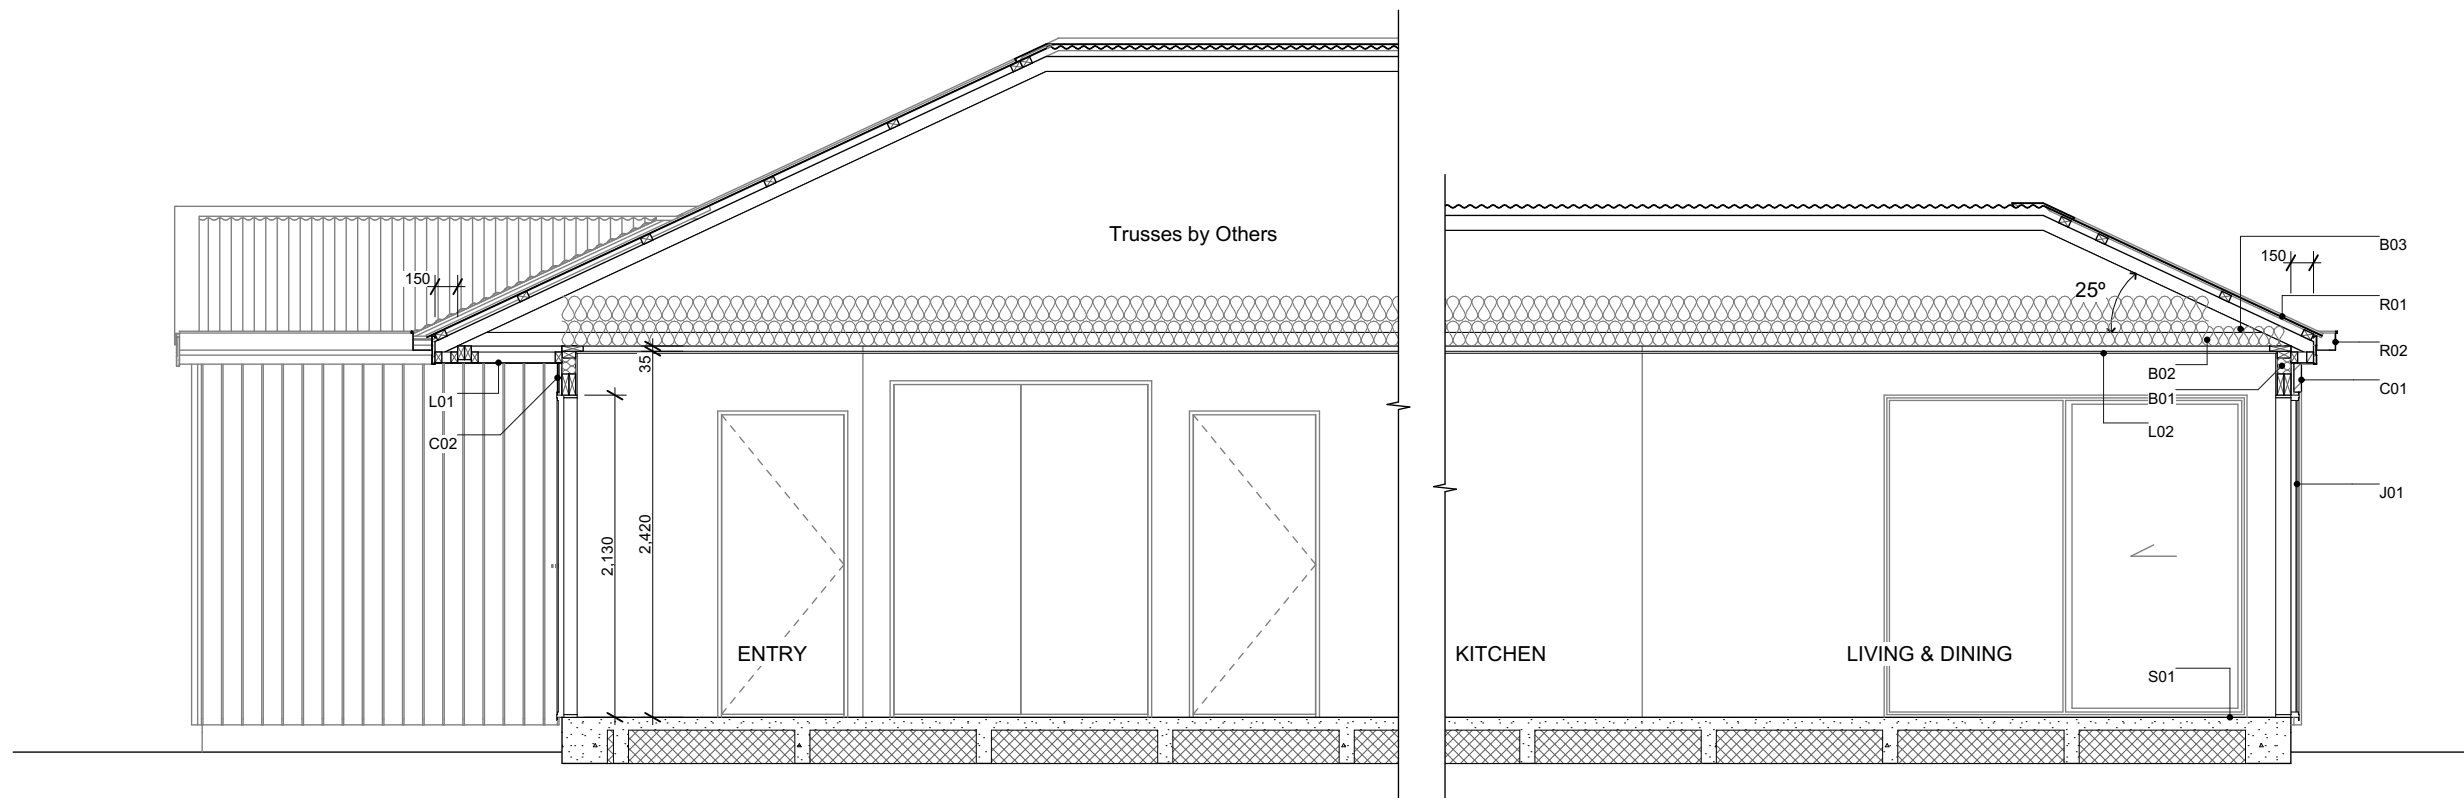 Trusses by Others
B03
150
150
25º
R01
R02
35
B02
C01
L01
B01
C02
L02
J01
2,420
2,130
ENTRY
KITCHEN
LIVING & DINING
S01